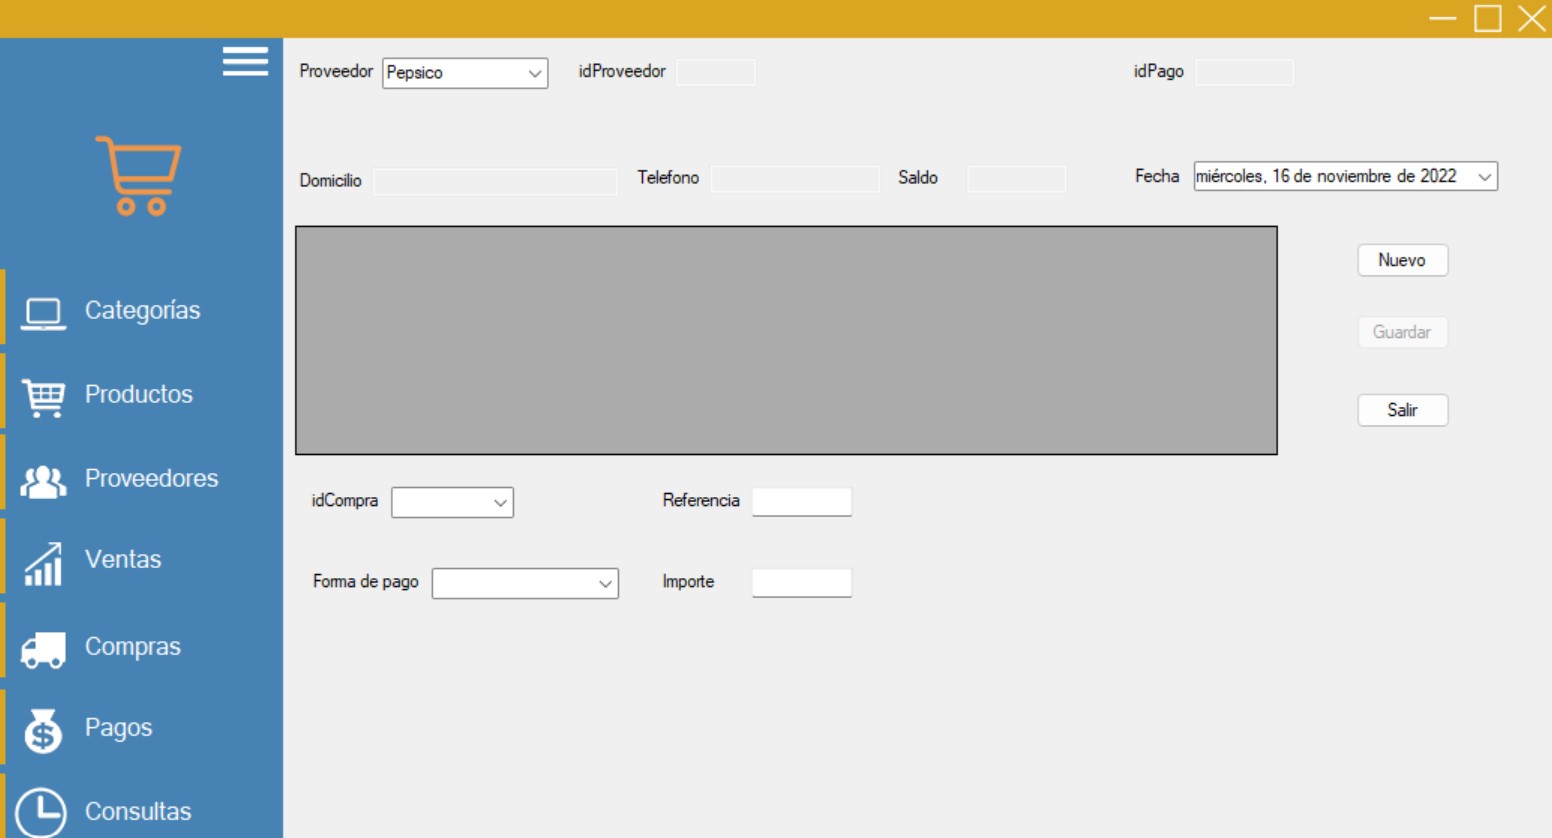 Proveedor Pepsico idProveedor idPago
Domicilio Telefono Saldo Fecha miércoles, 16 de noviembre de 2022
Nuevo
Guardar
Salir
idCompra Referencia
Forma de pago Importe
Categorías
Productos
Proveedores
Ventas
Compras
Pagos
Consultas